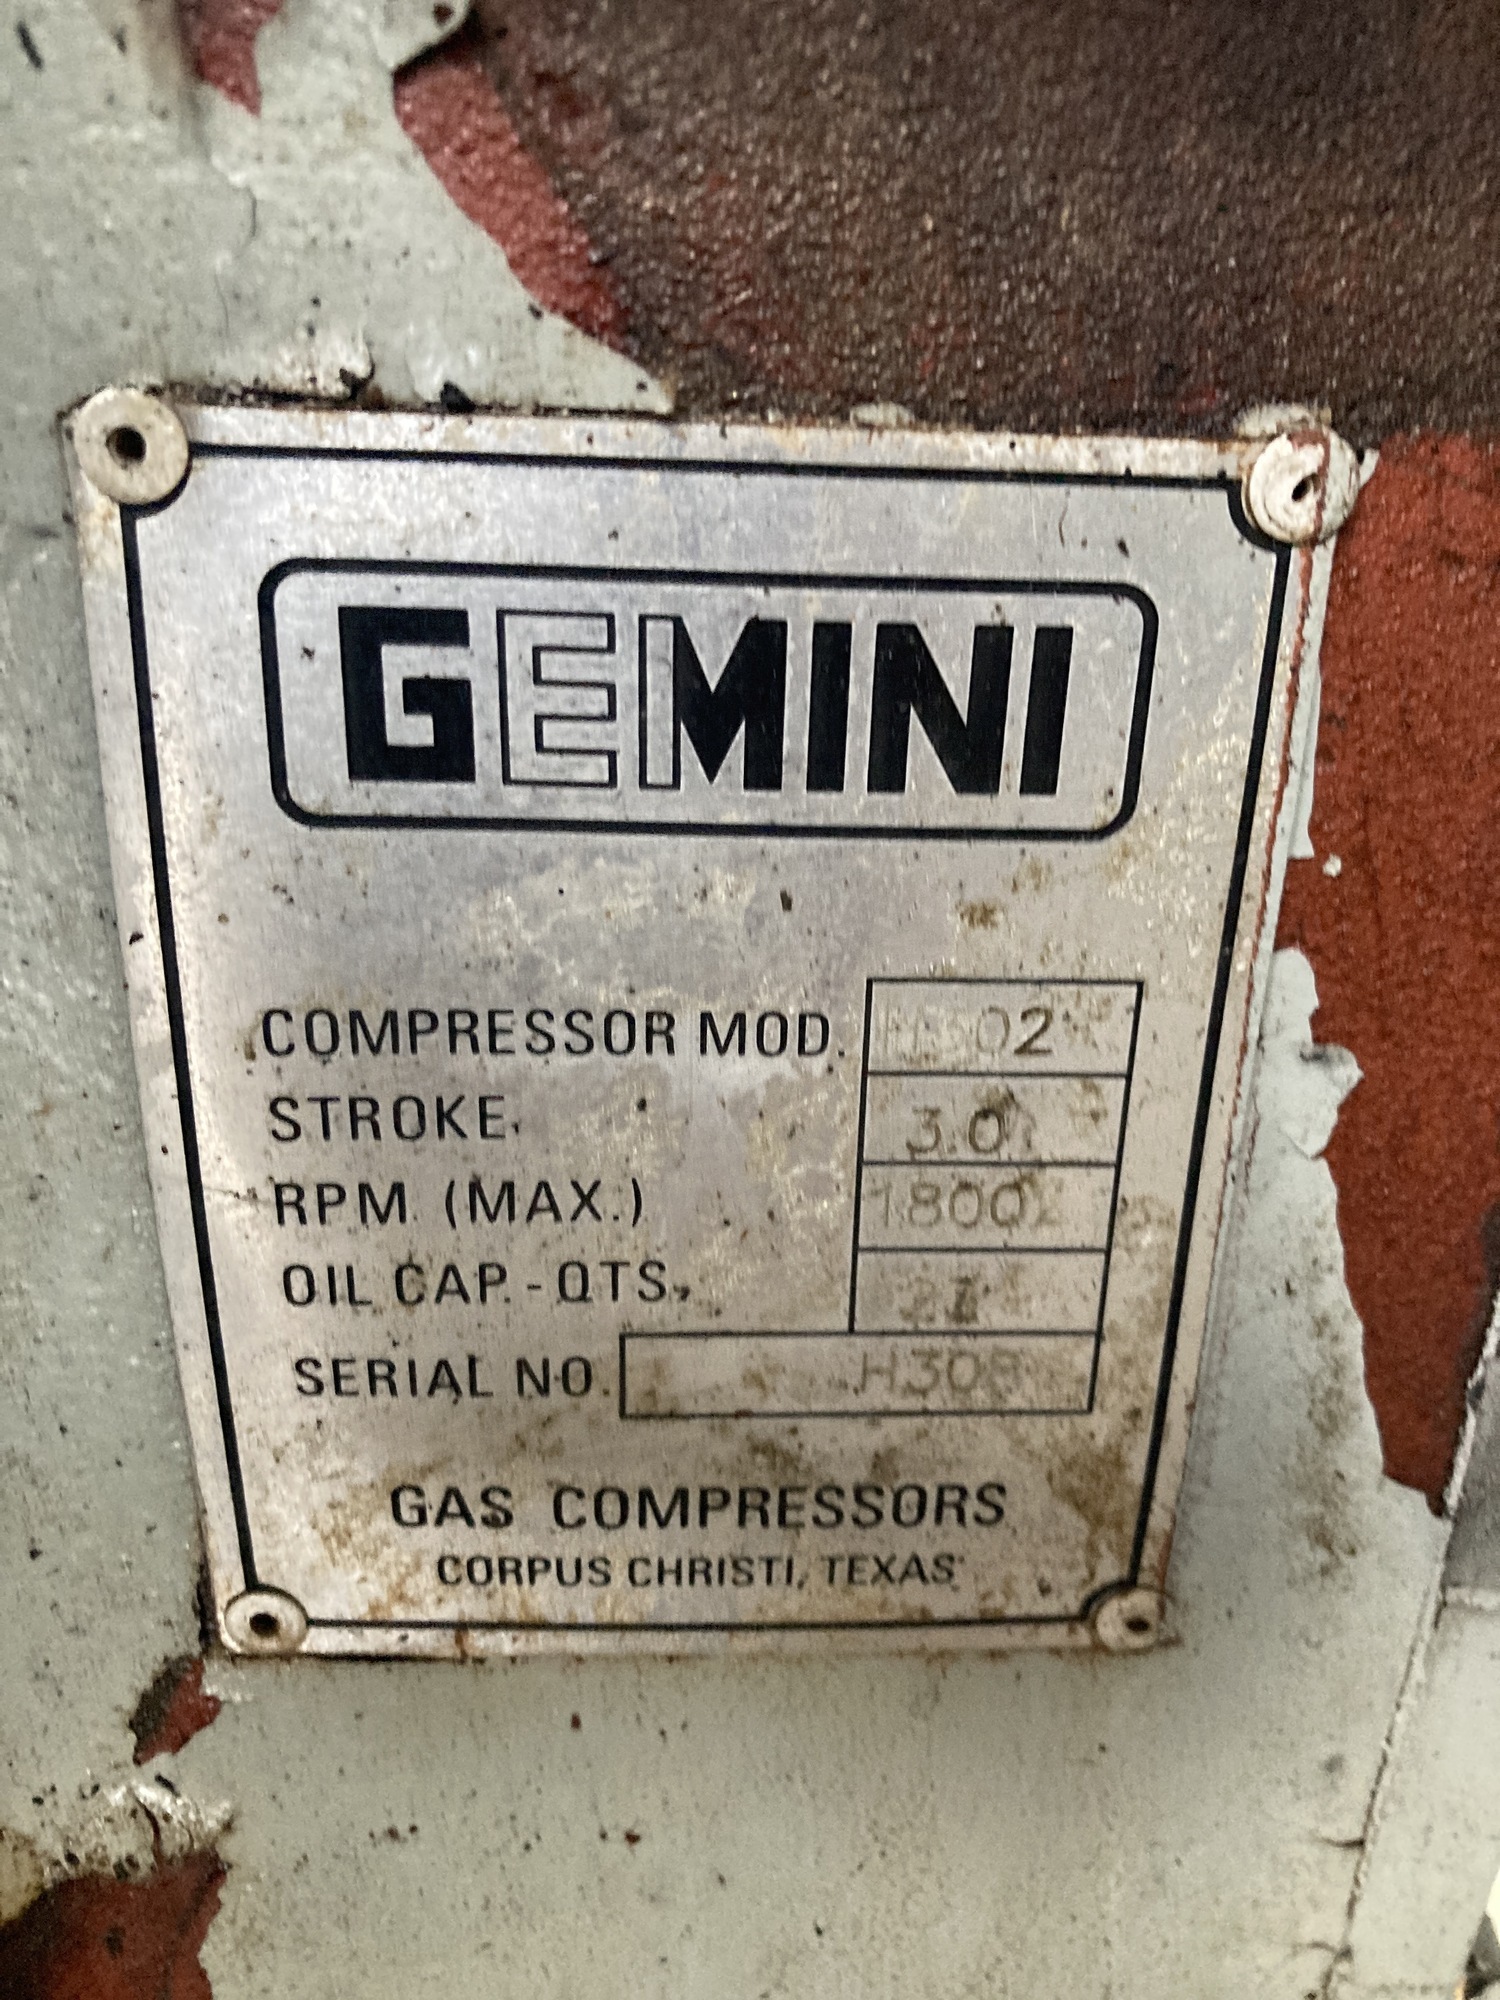 GEMINI
COMPRESSOR MOD.
STROKE. 3.0
RPM (MAX.) 1800
OIL CAP.-QTS.
SERIAL NO.
GAS COMPRESSORS
CORPUS CHRISTI, TEXAS